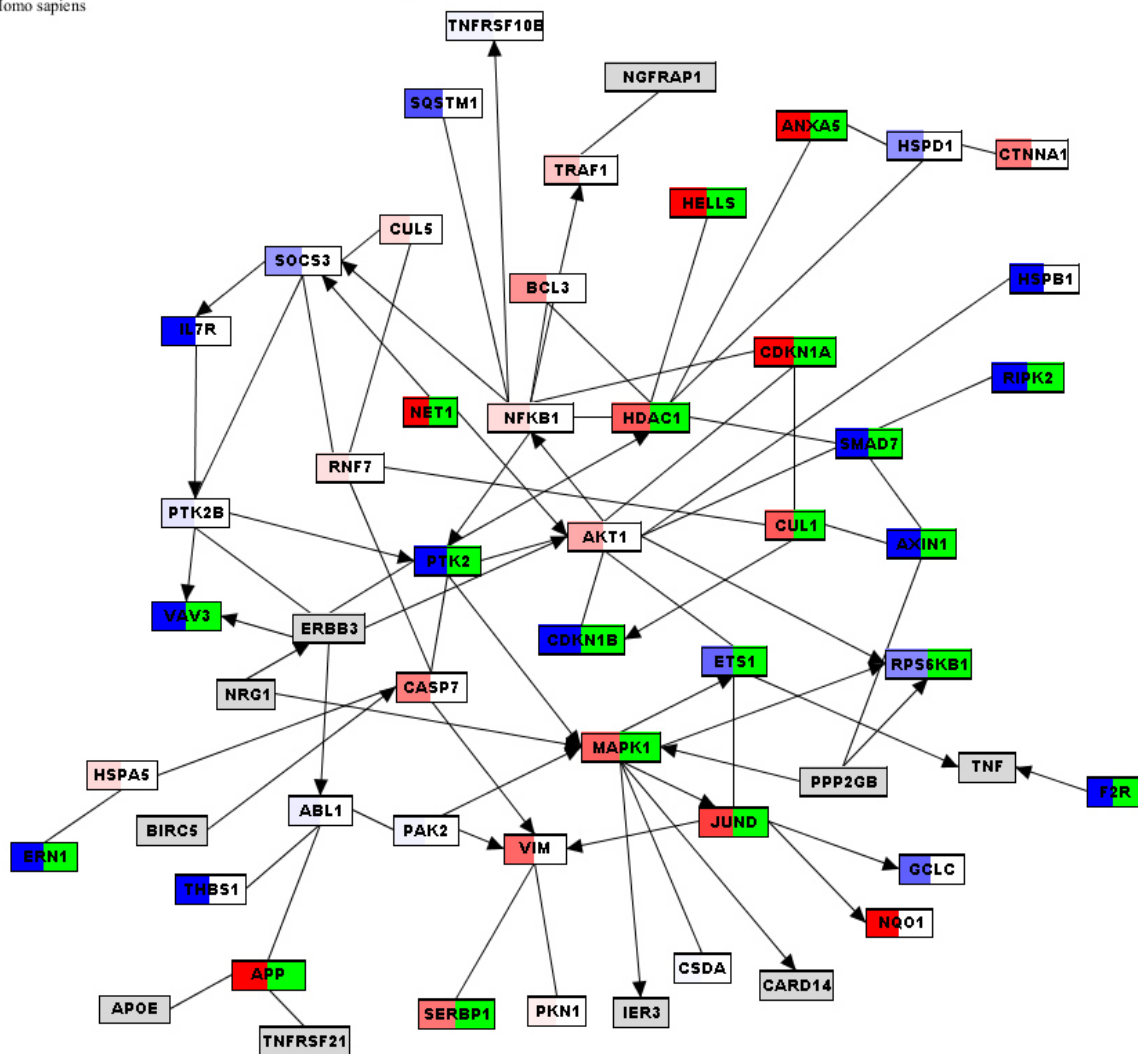 Homo sapiens
TNFRSF10B
NGFRAP1
SQSTM1
ANXA5
HSPD1
CTNNA1
TRAF1
HELLS
CUL5
SOCS3
HSPB1
BCL3
IL7R
CDKN1A
RIPK2
NET1
NFKB1
HDAC1
SMAD7
RNF7
PTK2B
CUL1
AKT1
AXIN1
PTK2
VAV3
ERBB3
CDKN1B
ETS1
RPS6KB1
NRG1
CASP7
MAPK1
HSPA5
PPP2GB
TNF
F2R
ABL1
BIRC5
PAK2
JUND
VIM
ERN1
GCLC
THBS1
NQO1
CSDA
APP
CARD14
APOE
SERBP1
PKN1
IER3
TNFRSF21